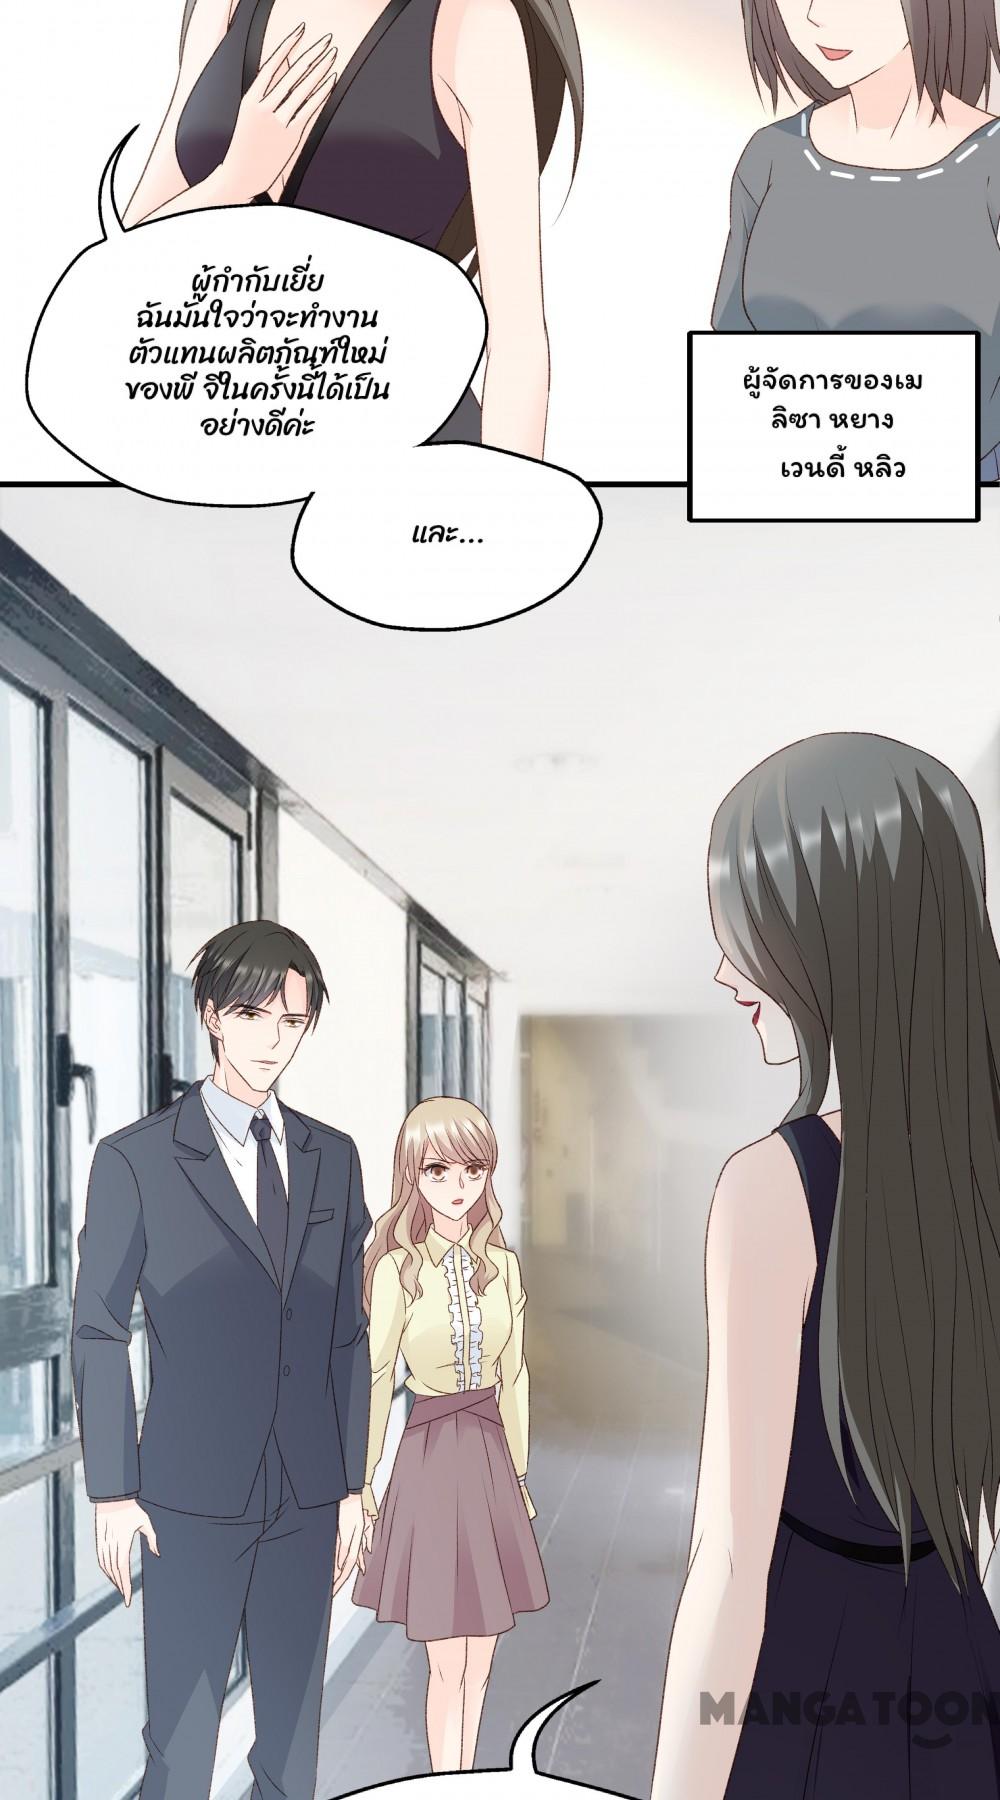 ผู้กำกับเยี่ย
ฉันมั่นใจว่าจะทำงาน
ตัวแทนผลิตภัณฑ์ใหม่
ของพี จีในครั้งนี้ได้เป็น
อย่างดีค่ะ
ผู้จัดการของเม
ลิซา หยาง
เวนดี้ หลิว
และ...
MANGATOON